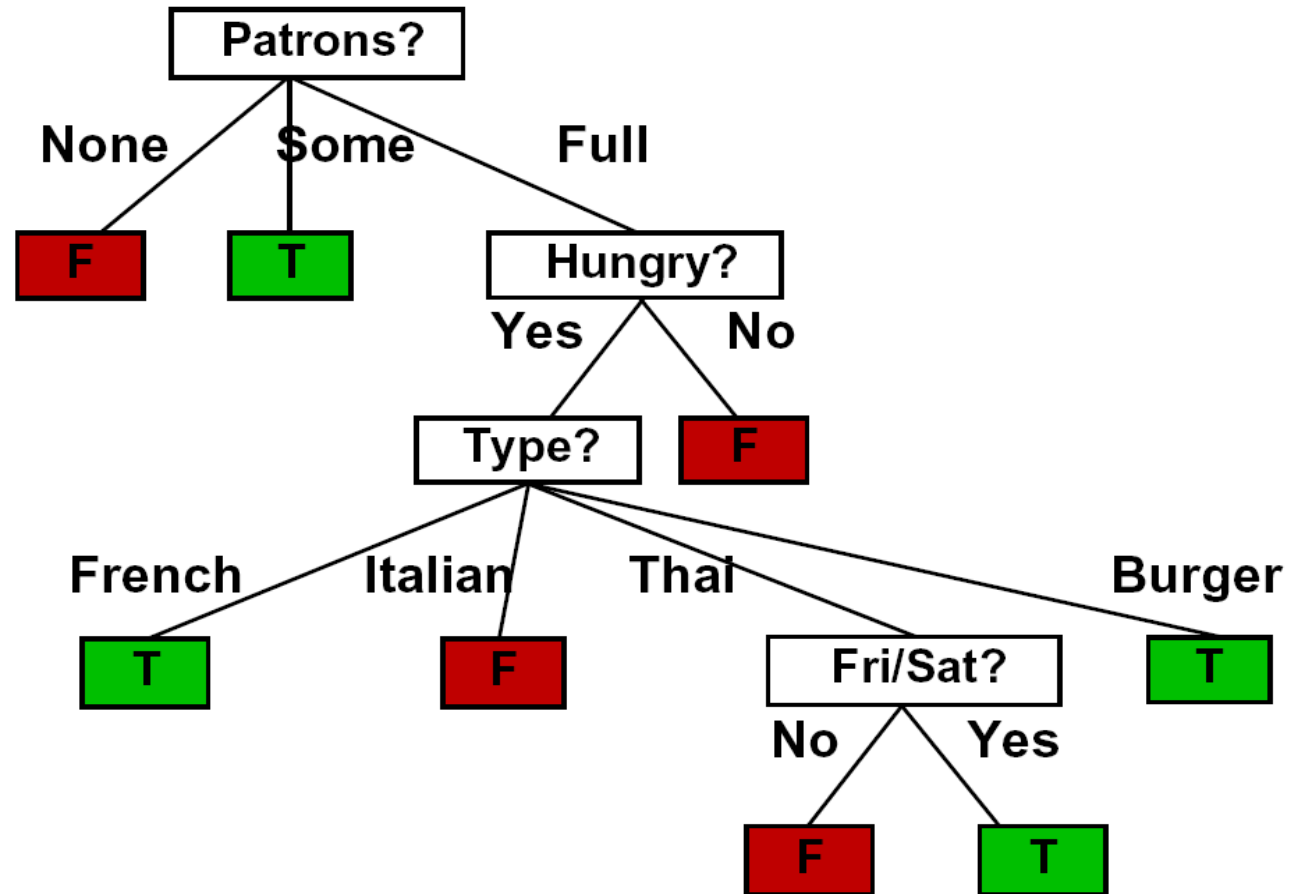 Patrons?
None Some Full
F T Hungry?
Yes No
Type? F
French Italian Thai Burger
T F Fri/Sat? T
No Yes
F T